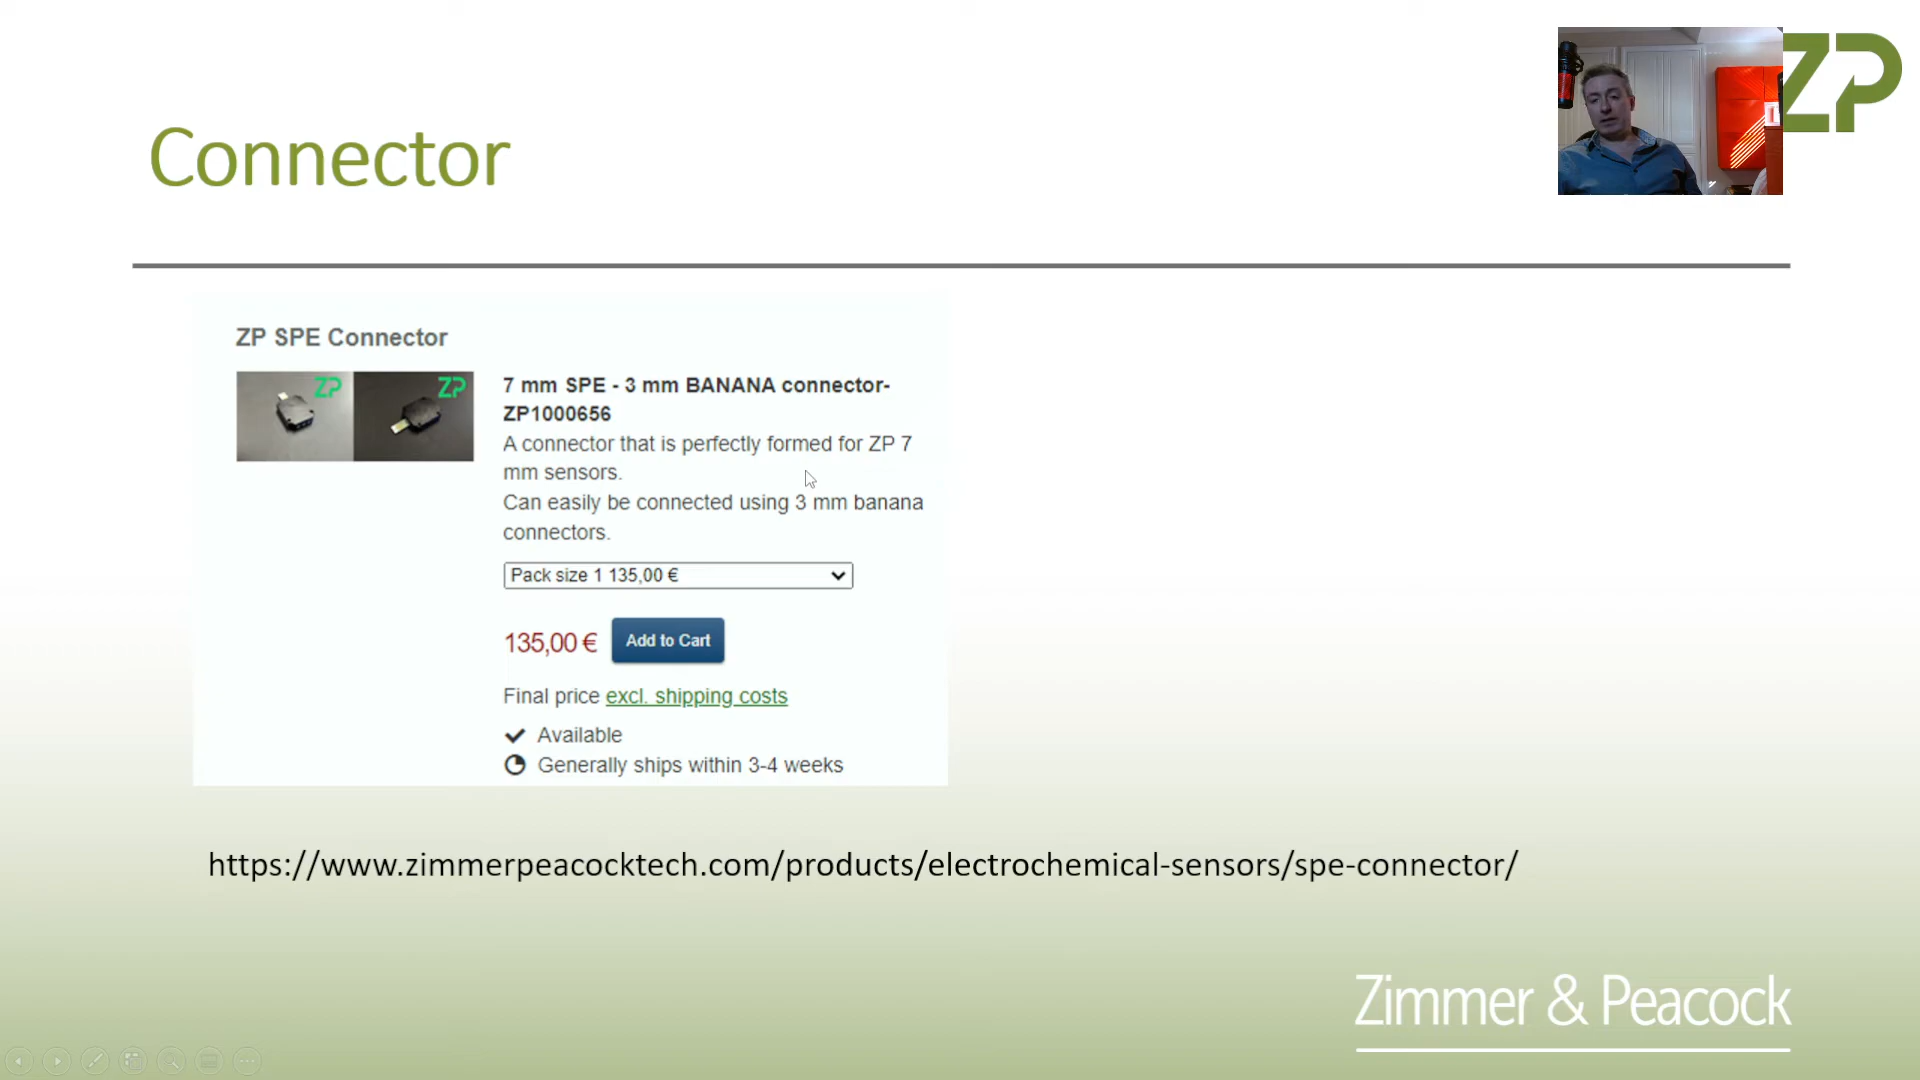 ZP
Connector
ZP SPE Connector
ZP ZP
7 mm SPE - 3 mm BANANA connector-
ZP1000656
A connector that is perfectly formed for ZP 7
mm sensors.
Can easily be connected using 3 mm banana
connectors.
Pack size 1 135,00 €
135,00 € Add to Cart
Final price excl. shipping costs
Available
Generally ships within 3-4 weeks
https://www.zimmerpeacocktech.com/products/electrochemical-sensors/spe-connector/
Zimmer & Peacock